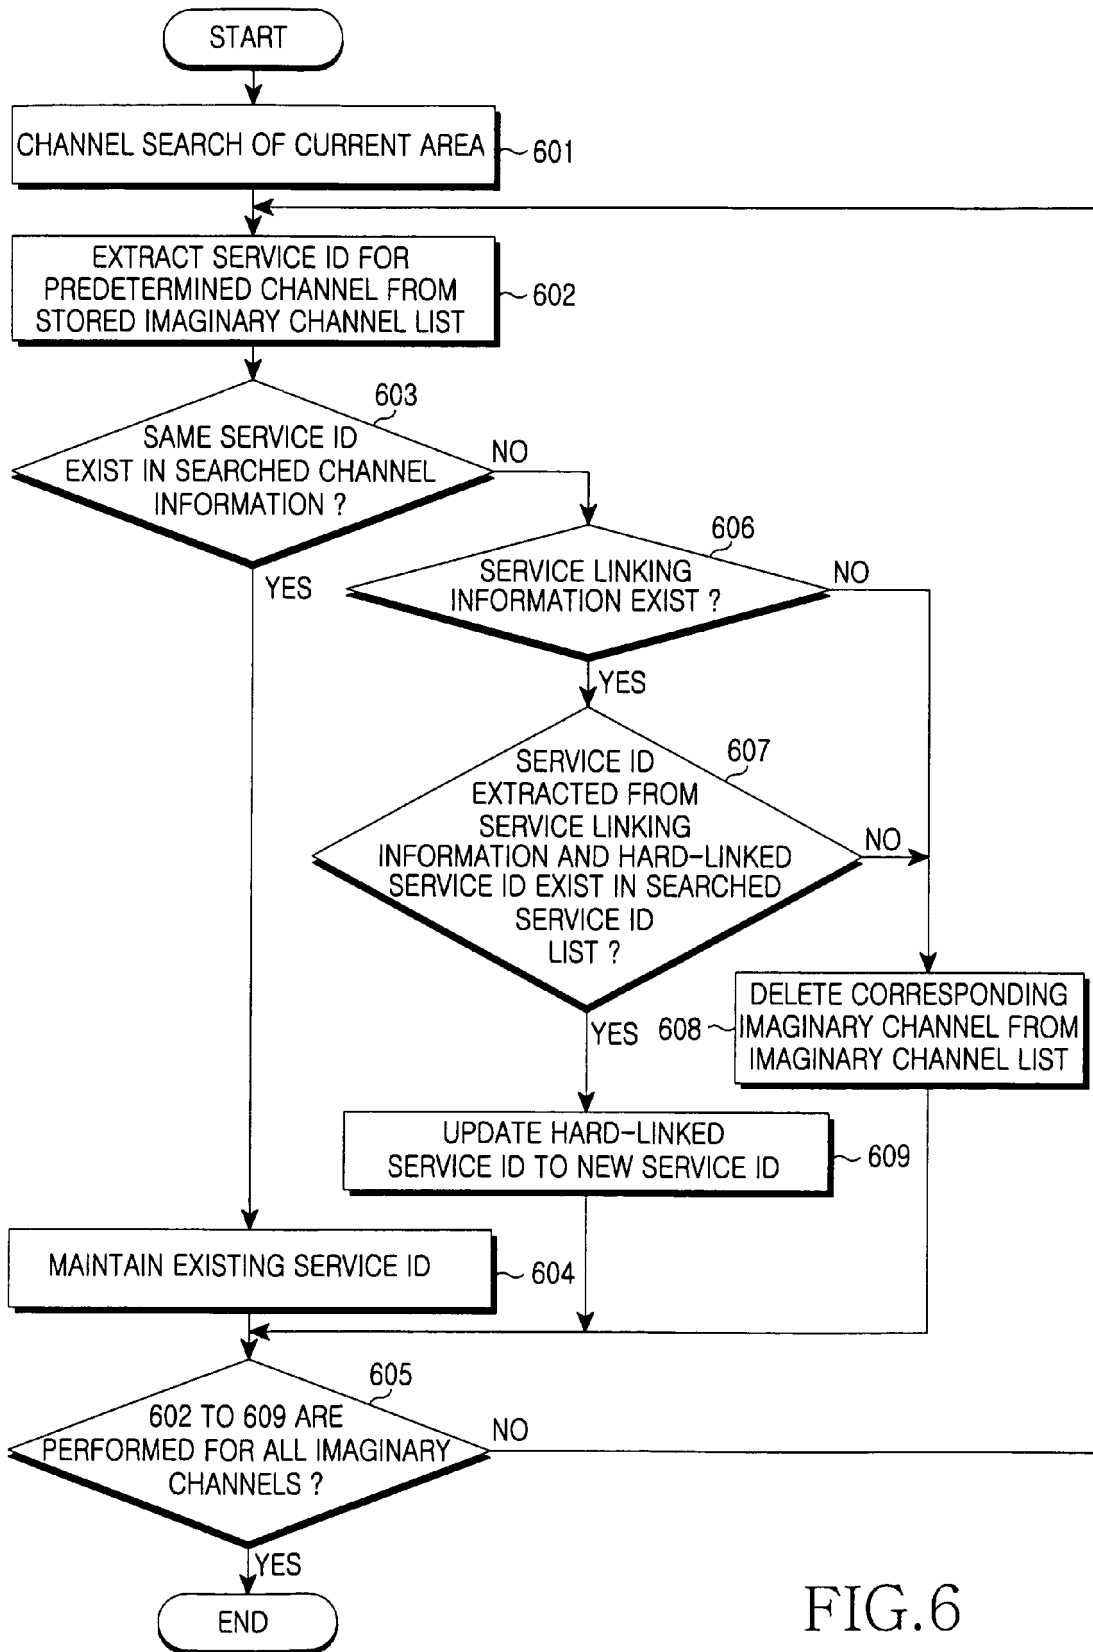 START
CHANNEL SEARCH OF CURRENT AREA
601
EXTRACT SERVICE ID FOR
PREDETERMINED CHANNEL FROM
STORED IMAGINARY CHANNEL LIST
602
603
SAME SERVICE ID
EXIST IN SEARCHED CHANNEL
INFORMATION ?
NO
YES
606
SERVICE LINKING
INFORMATION EXIST ?
NO
YES
607
SERVICE ID
EXTRACTED FROM
SERVICE LINKING
INFORMATION AND HARD-LINKED
SERVICE ID EXIST IN SEARCHED
SERVICE ID
LIST ?
NO
YES
608
DELETE CORRESPONDING
IMAGINARY CHANNEL FROM
IMAGINARY CHANNEL LIST
UPDATE HARD-LINKED
SERVICE ID TO NEW SERVICE ID
609
MAINTAIN EXISTING SERVICE ID
604
605
602 TO 609 ARE
PERFORMED FOR ALL IMAGINARY
CHANNELS ?
NO
YES
END
FIG.6